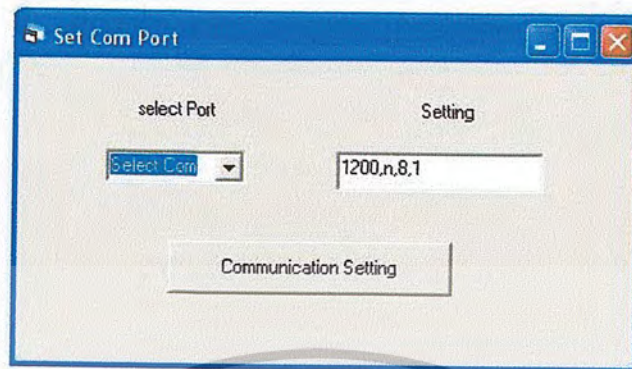 Set Com Port
select Port
Setting
Select Com
1200,n,8,1
Communication Setting